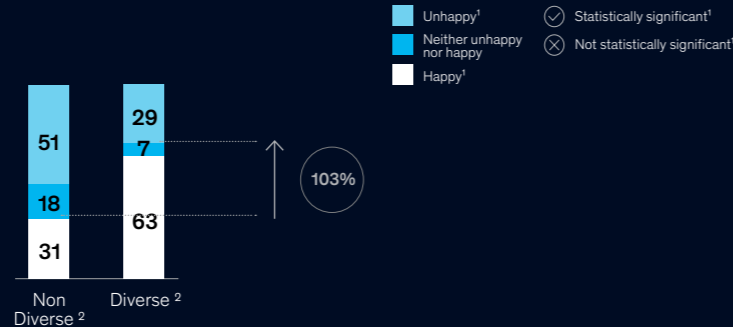 Unhappy¹
Neither unhappy
nor happy
Happy¹
Statistically significant¹
Not statistically significant¹
51
18
31
29
7
63
103%
Non
Diverse ²
Diverse ²